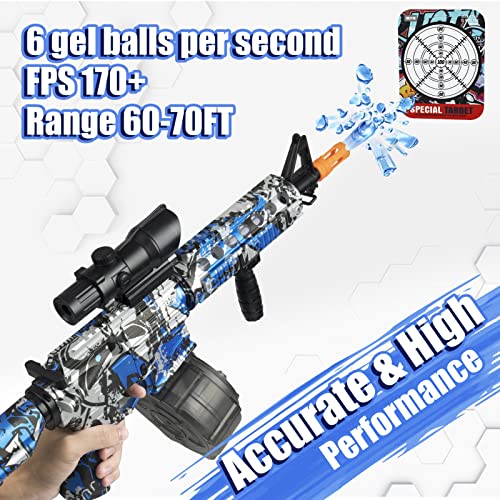 6 gel balls per second
FPS 170+
Range 60-70FT
SPECIAL TARGET
Accurate & High
Performance